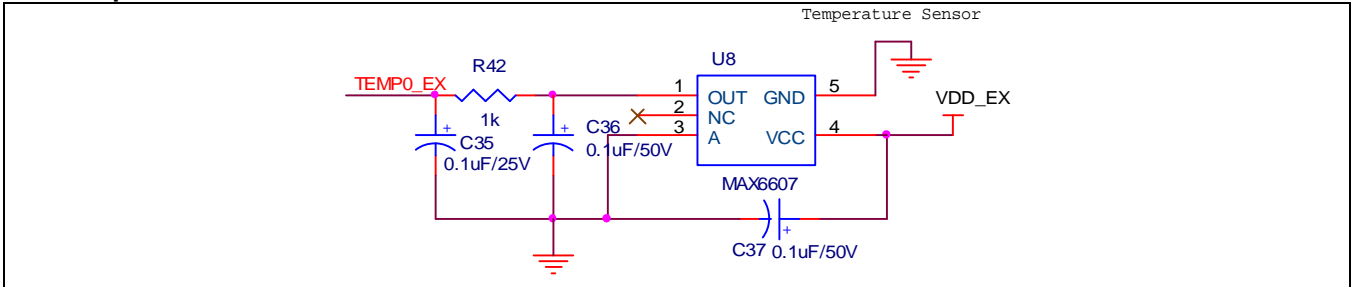 Temperature Sensor
R42
U8
TEMP0_EX
1
OUT
GND
5
VDD_EX
1k
2
NC
C36
3
A
VCC
4
C35
0.1uF/50V
0.1uF/25V
MAX6607
C37
0.1uF/50V
+
+
+